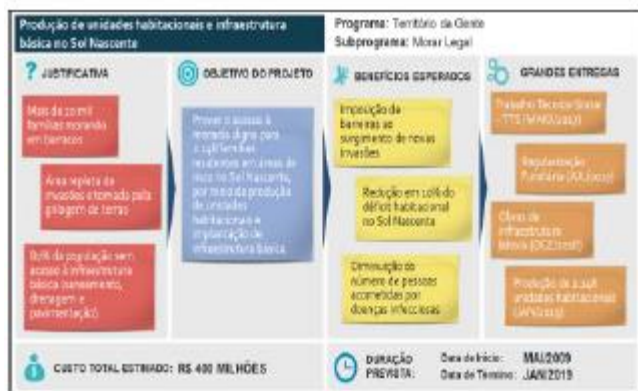 Produção de unidades habitacionais e infraestrutura
básica no Sol Nascente
Programa: Território da Gente
Subprograma: Morar Legal
? JUSTIFICATIVA
Mais de 20 mil
famílias morando
em barracos
Área repleta de
invasões e tomada pela
grilagem de terras
da população sem
acesso à infraestrutura
básica (saneamento,
drenagem e
pavimentação)
OBJETIVO DO PROJETO
Prover o acesso à
moradia digna para
famílias
residentes em áreas de
risco no Sol Nascente,
por meio da produção
de unidades
habitacionais e
implantação de
infraestrutura básica.
BENEFÍCIOS ESPERADOS
Imposição de
barreiras ao
surgimento de novas
invasões
Redução em 10% do
déficit habitacional
no Sol Nascente
Diminuição do
número de pessoas
acometidas por
doenças infecciosas
GRANDES ENTREGAS
Trabalho Técnico Social
- TTS
Regularização
Fundiária
Obras de
infraestrutura
básica
Produção de
unidades habitacionais
CUSTO TOTAL ESTIMADO: R$ 400 MILHÕES
DURAÇÃO
PREVISTA:
Data de Início: MAI/2009
Data de Término: JAN/2019